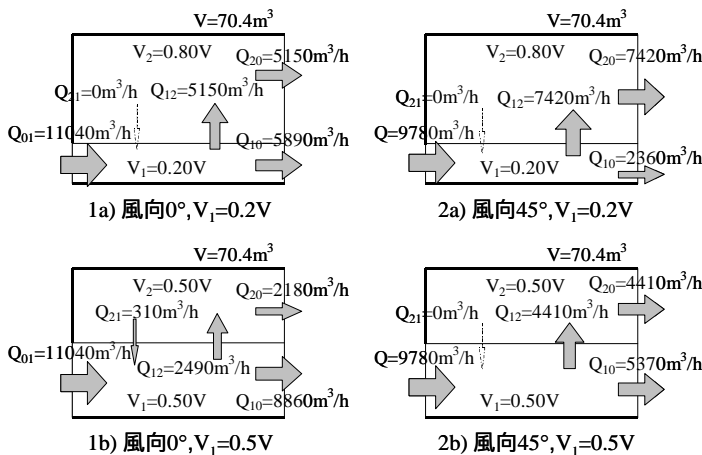 V=70.4m³
V₂=0.80V
Q₂₀=5150m³/h
Q₂₁=0m³/h
Q₁₂=5150m³/h
Q₀₁=11040m³/h
Q₁₀=5890m³/h
V₁=0.20V
1a) 風向0°,V₁=0.2V
V=70.4m³
V₂=0.80V
Q₂₀=7420m³/h
Q₂₁=0m³/h
Q₁₂=7420m³/h
Q=9780m³/h
Q₁₀=2360m³/h
V₁=0.20V
2a) 風向45°,V₁=0.2V
V=70.4m³
V₂=0.50V
Q₂₀=2180m³/h
Q₂₁=310m³/h
Q₀₁=11040m³/h
Q₁₂=2490m³/h
Q₁₀=8860m³/h
V₁=0.50V
1b) 風向0°,V₁=0.5V
V=70.4m³
V₂=0.50V
Q₂₀=4410m³/h
Q₂₁=0m³/h
Q₁₂=4410m³/h
Q=9780m³/h
Q₁₀=5370m³/h
V₁=0.50V
2b) 風向45°,V₁=0.5V